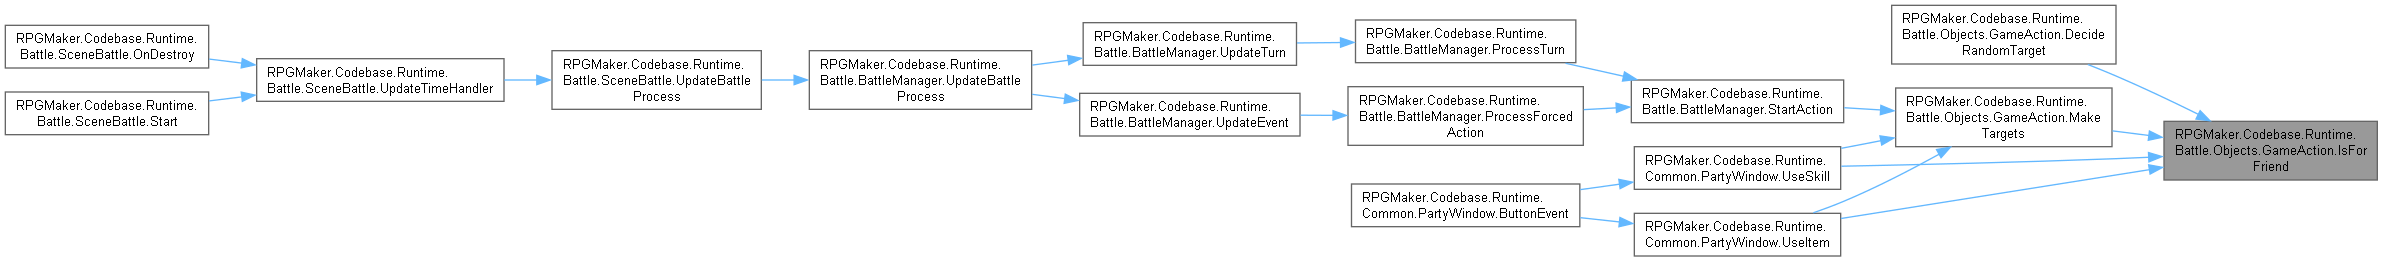 RPGMaker.Codebase.Runtime.
Battle.SceneBattle.OnDestroy
RPGMaker.Codebase.Runtime.
Battle.SceneBattle.Start
RPGMaker.Codebase.Runtime.
Battle.SceneBattle.UpdateTimeHandler
RPGMaker.Codebase.Runtime.
Battle.SceneBattle.UpdateBattle
Process
RPGMaker.Codebase.Runtime.
Battle.BattleManager.UpdateBattle
Process
RPGMaker.Codebase.Runtime.
Battle.BattleManager.UpdateTurn
RPGMaker.Codebase.Runtime.
Battle.BattleManager.UpdateEvent
RPGMaker.Codebase.Runtime.
Battle.BattleManager.ProcessTurn
RPGMaker.Codebase.Runtime.
Battle.BattleManager.ProcessForced
Action
RPGMaker.Codebase.Runtime.
Common.PartyWindow.ButtonEvent
RPGMaker.Codebase.Runtime.
Battle.BattleManager.StartAction
RPGMaker.Codebase.Runtime.
Common.PartyWindow.UseSkill
RPGMaker.Codebase.Runtime.
Common.PartyWindow.UseItem
RPGMaker.Codebase.Runtime.
Battle.Objects.GameAction.Decide
RandomTarget
RPGMaker.Codebase.Runtime.
Battle.Objects.GameAction.Make
Targets
RPGMaker.Codebase.Runtime.
Battle.Objects.GameAction.IsFor
Friend